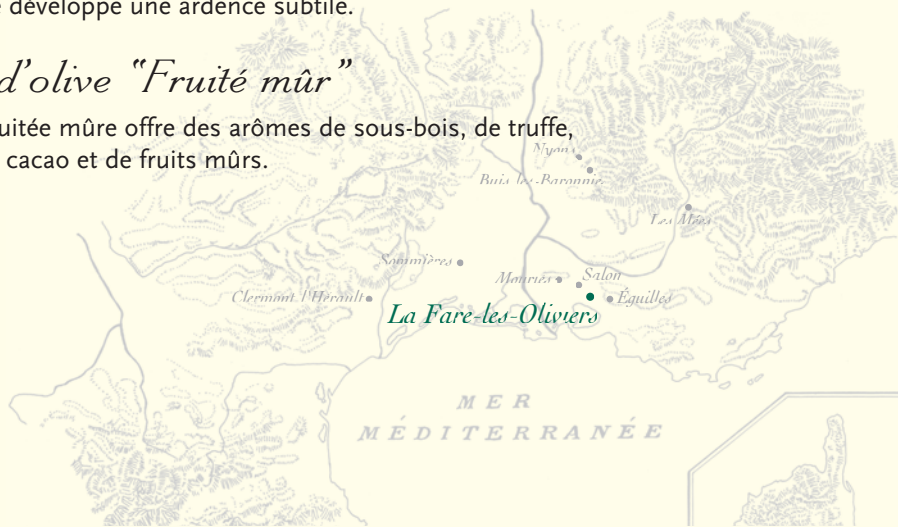 développe une ardence subtile.
d'olive “Fruité mûr”
uitée mûre offre des arômes de sous-bois, de truffe,
cacao et de fruits mûrs.
Nyons
Buis-les-Baronnies
Les Mées
Sommières
Mouriès
Salon
Clermont l'Hérault
Éguilles
La Fare-les-Oliviers
MER
MÉDITERRANÉE